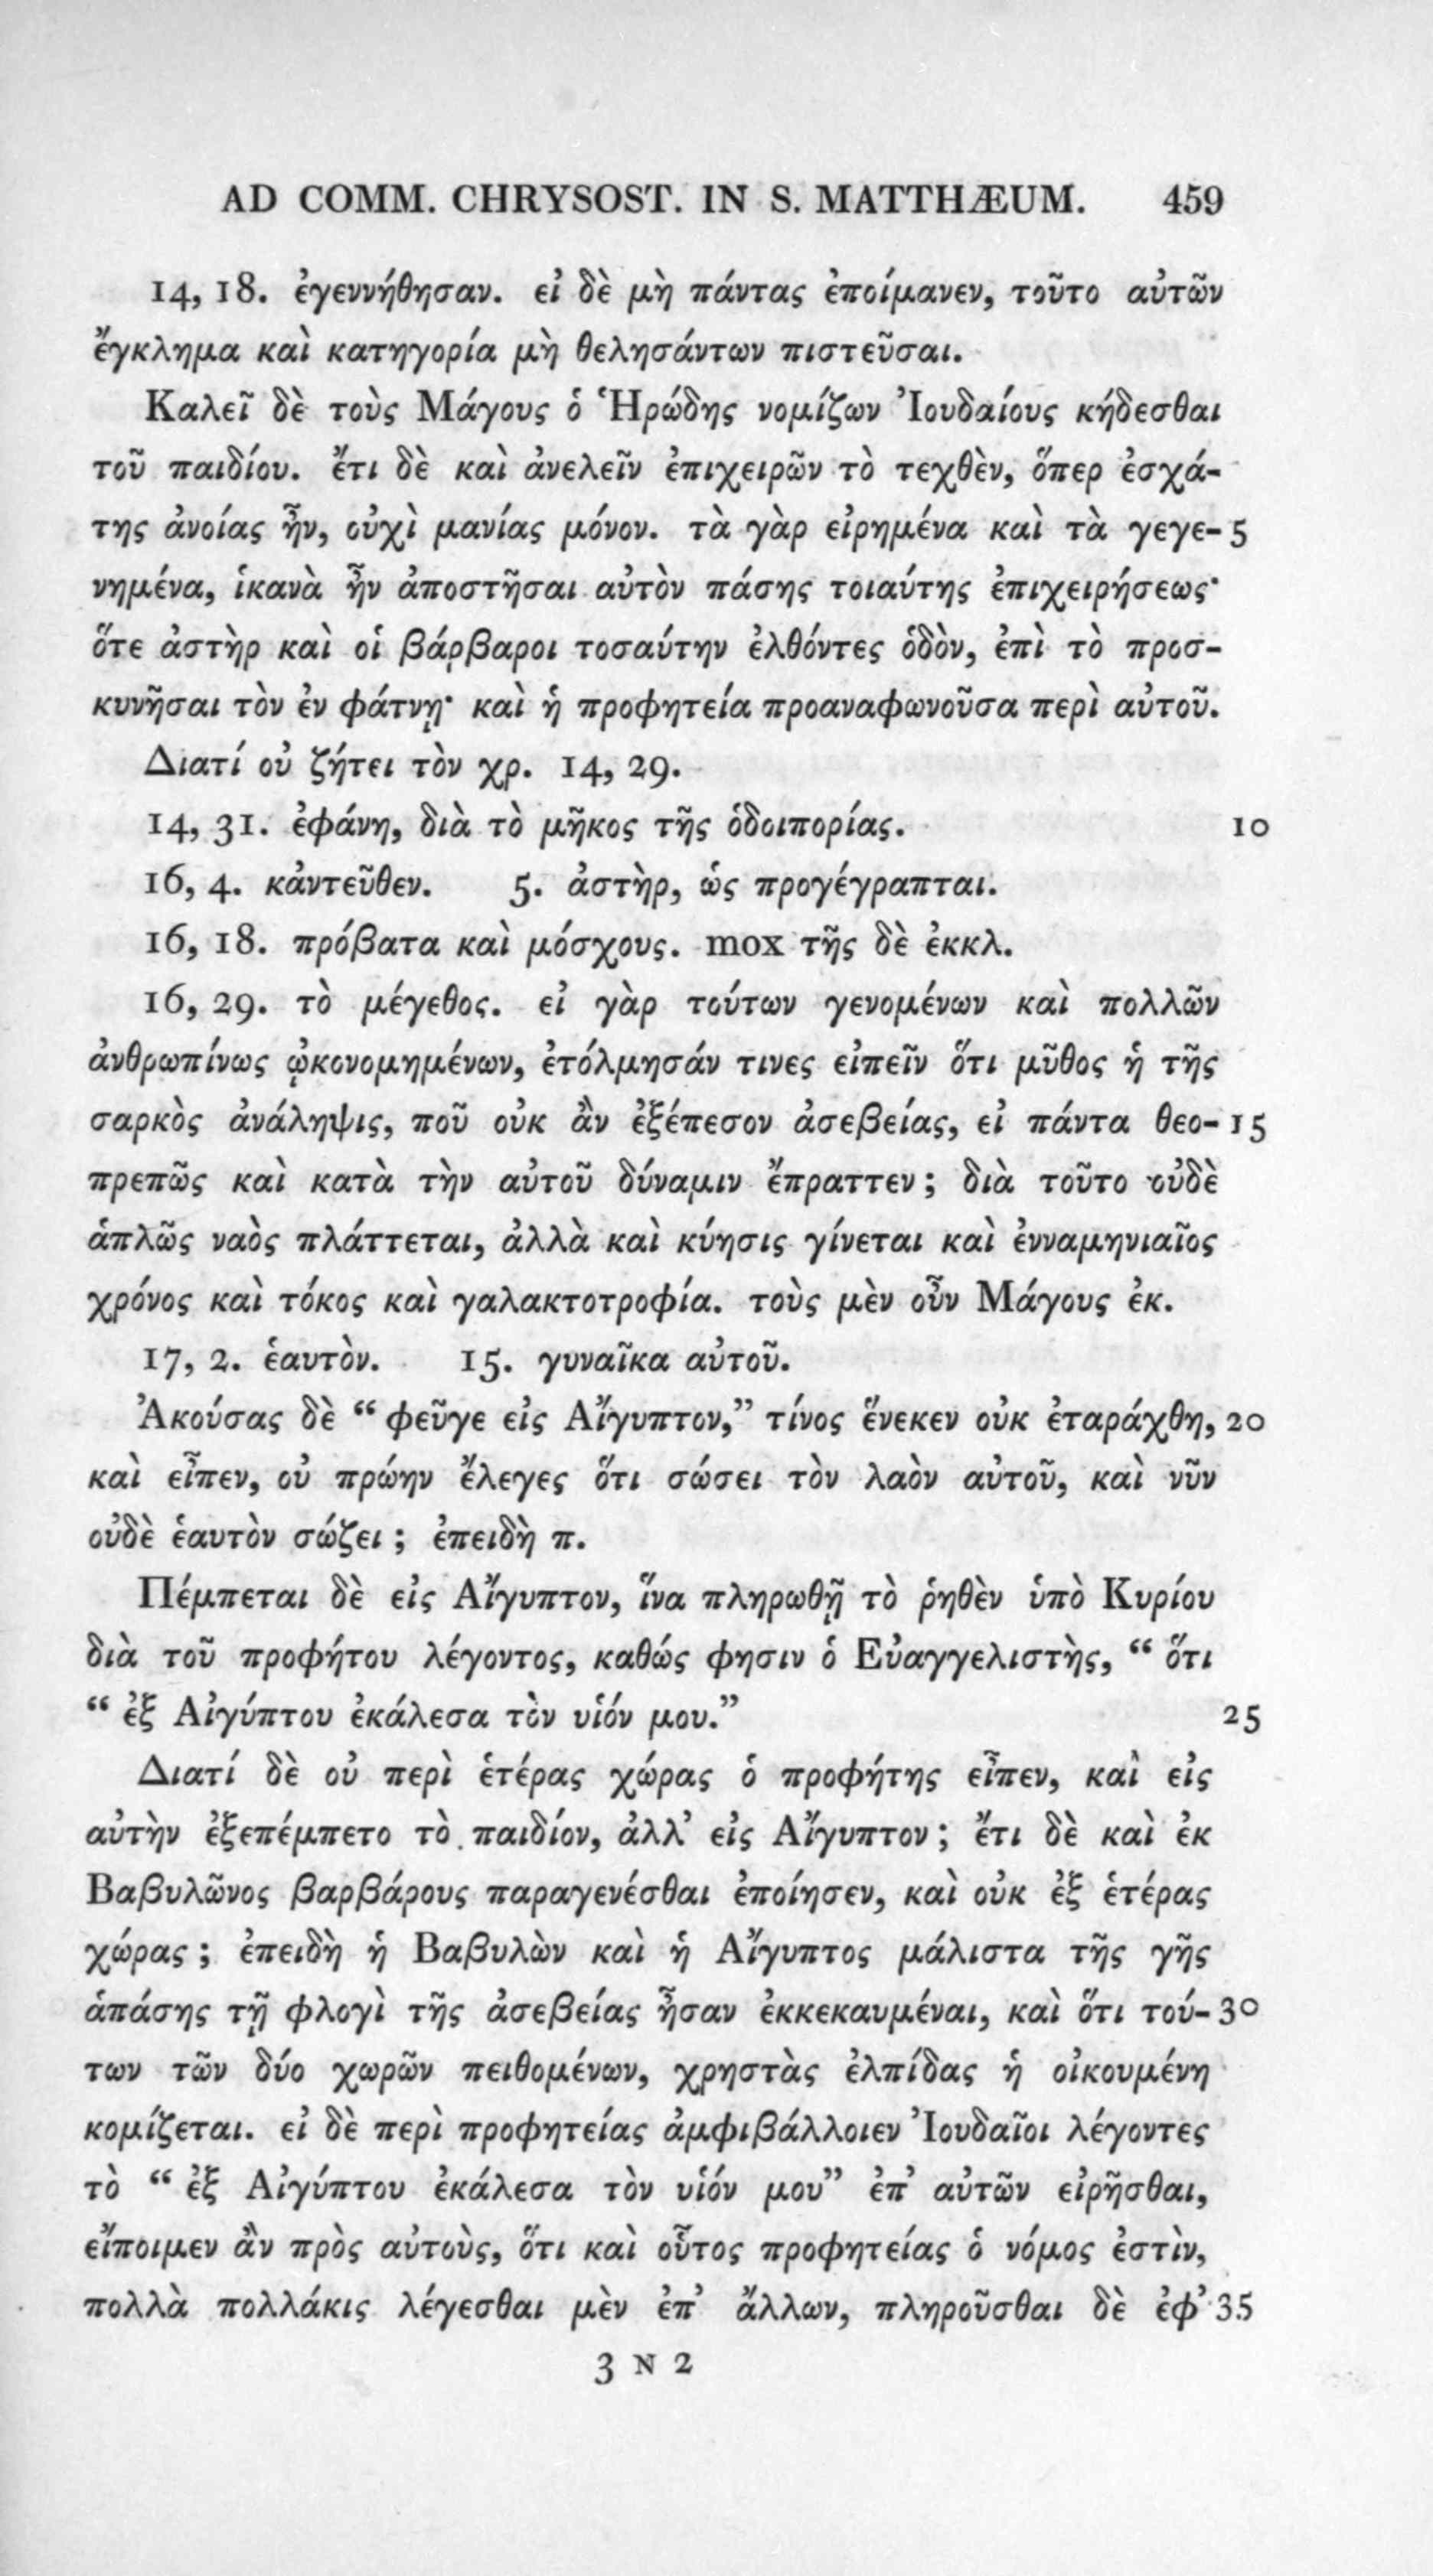 AD COMM. CHRYSOST. IN S. MATTHÆUM. 459
14, 18. ἐγεννήθησαν. εἰ δὲ μὴ πάντας ἐποίμανεν, τοῦτο αὐτῶν
ἔγκλημα καὶ κατηγορία μὴ θελησάντων πιστεῦσαι.
Καλεῖ δὲ τοὺς Μάγους ὁ Ἡρώδης νομίζων Ἰουδαίους κήδεσθαι
τοῦ παιδίου. ἔτι δὲ καὶ ἀνελεῖν ἐπιχειρῶν τὸ τεχθὲν, ὅπερ ἐσχά-
της ἀνοίας ἦν, οὐχὶ μανίας μόνον. τὰ γὰρ εἰρημένα καὶ τὰ γεγε- 5
νημένα, ἱκανὰ ἦν ἀποστῆσαι αὐτὸν πάσης τοιαύτης ἐπιχειρήσεως·
ὅτε ἀστὴρ καὶ οἱ βάρβαροι τοσαύτην ἐλθόντες ὁδὸν, ἐπὶ τὸ προσ-
κυνῆσαι τὸν ἐν φάτνῃ· καὶ ἡ προφητεία προαναφωνοῦσα περὶ αὐτοῦ.
Διατί οὐ ζήτει τὸν χρ. 14, 29.
14, 31. ἐφάνη, διὰ τὸ μῆκος τῆς ὁδοιπορίας. 10
16, 4. κἀντεῦθεν. 5. ἀστὴρ, ὡς προγέγραπται.
16, 18. πρόβατα καὶ μόσχους. mox τῆς δὲ ἐκκλ.
16, 29. τὸ μέγεθος. εἰ γὰρ τούτων γενομένων καὶ πολλῶν
ἀνθρωπίνως ᾠκονομημένων, ἐτόλμησάν τινες εἰπεῖν ὅτι μῦθος ἡ τῆς
σαρκὸς ἀνάληψις, ποῦ οὐκ ἂν ἐξέπεσον ἀσεβείας, εἰ πάντα θεο- 15
πρεπῶς καὶ κατὰ τὴν αὐτοῦ δύναμιν ἔπραττεν; διὰ τοῦτο οὐδὲ
ἁπλῶς ναὸς πλάττεται, ἀλλὰ καὶ κύησις γίνεται καὶ ἐνναμηνιαῖος
χρόνος καὶ τόκος καὶ γαλακτοτροφία. τοὺς μὲν οὖν Μάγους ἐκ.
17, 2. ἑαυτὸν. 15. γυναῖκα αὐτοῦ.
Ἀκούσας δὲ “ φεῦγε εἰς Αἴγυπτον,” τίνος ἕνεκεν οὐκ ἐταράχθη, 20
καὶ εἶπεν, οὐ πρώην ἔλεγες ὅτι σώσει τὸν λαὸν αὐτοῦ, καὶ νῦν
οὐδὲ ἑαυτὸν σώζει ; ἐπειδὴ π.
Πέμπεται δὲ εἰς Αἴγυπτον, ἵνα πληρωθῇ τὸ ῥηθὲν ὑπὸ Κυρίου
διὰ τοῦ προφήτου λέγοντος, καθώς φησιν ὁ Εὐαγγελιστὴς, “ ὅτι
“ ἐξ Αἰγύπτου ἐκάλεσα τὸν υἱόν μου.” 25
Διατί δὲ οὐ περὶ ἑτέρας χώρας ὁ προφήτης εἶπεν, καὶ εἰς
αὐτὴν ἐξεπέμπετο τὸ παιδίον, ἀλλ’ εἰς Αἴγυπτον ; ἔτι δὲ καὶ ἐκ
Βαβυλῶνος βαρβάρους παραγενέσθαι ἐποίησεν, καὶ οὐκ ἐξ ἑτέρας
χώρας ; ἐπειδὴ ἡ Βαβυλὼν καὶ ἡ Αἴγυπτος μάλιστα τῆς γῆς
ἁπάσης τῇ φλογὶ τῆς ἀσεβείας ἦσαν ἐκκεκαυμέναι, καὶ ὅτι τού- 30
των τῶν δύο χωρῶν πειθομένων, χρηστὰς ἐλπίδας ἡ οἰκουμένη
κομίζεται. εἰ δὲ περὶ προφητείας ἀμφιβάλλοιεν Ἰουδαῖοι λέγοντες
τὸ “ ἐξ Αἰγύπτου ἐκάλεσα τὸν υἱόν μου” ἐπ’ αὐτῶν εἰρῆσθαι,
εἴποιμεν ἂν πρὸς αὐτοὺς, ὅτι καὶ οὗτος προφητείας ὁ νόμος ἐστὶν,
πολλὰ πολλάκις λέγεσθαι μὲν ἐπ’ ἄλλων, πληροῦσθαι δὲ ἐφ’ 35
3 N 2